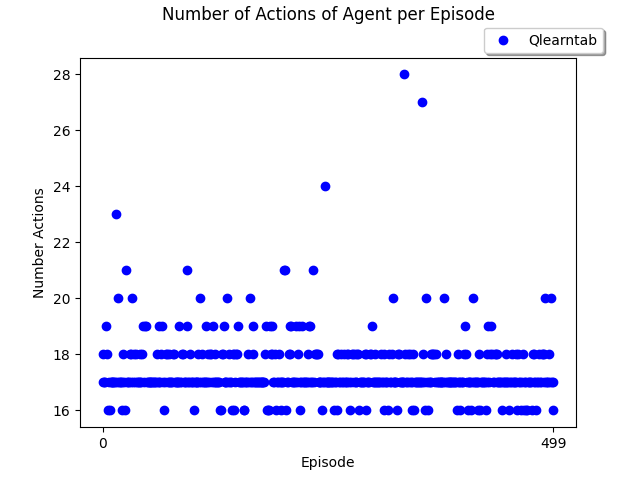 Number of Actions of Agent per Episode
Qlearntab
28
26
24
22
20
18
16
Number Actions
0
499
Episode